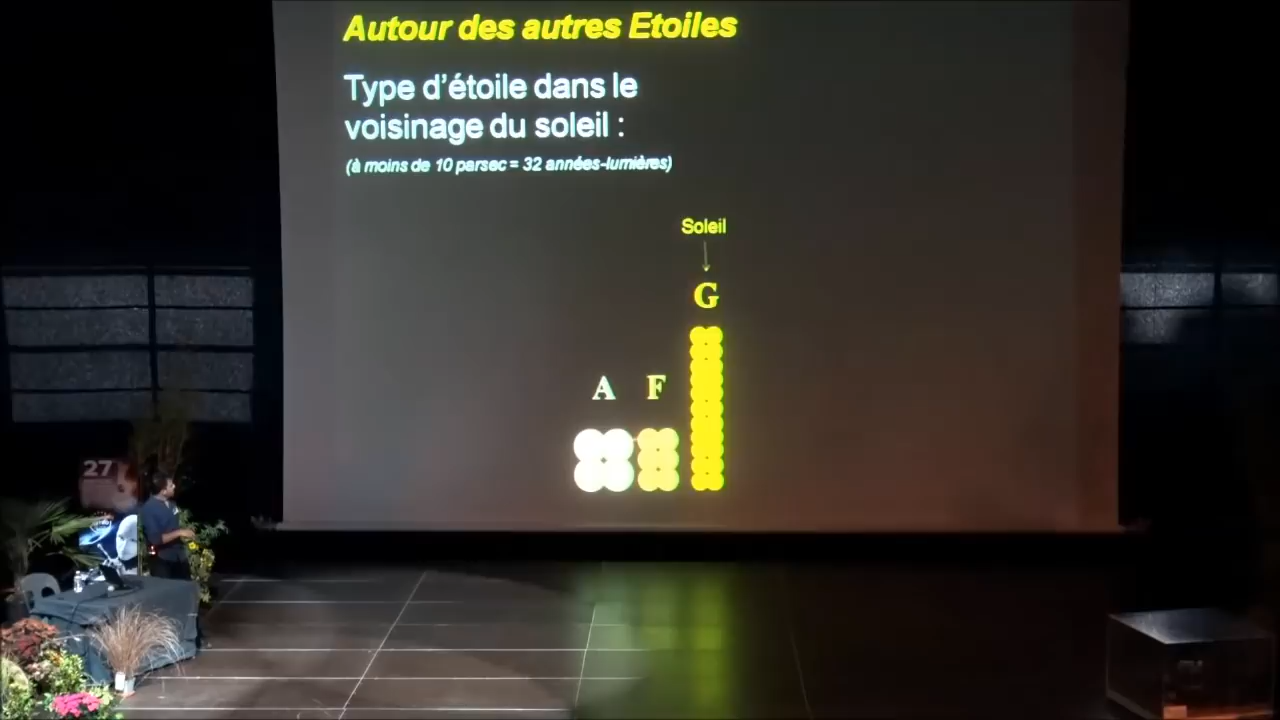 Autour des autres Etoiles
Type d'étoile dans le
voisinage du soleil :
(à moins de 10 parsec = 32 années-lumières)
Soleil
G
A F
27